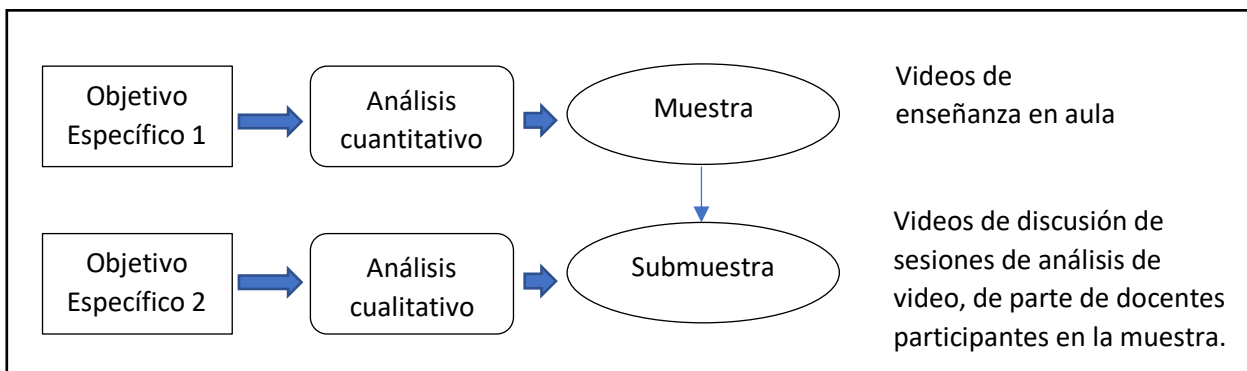 Objetivo
Específico 1
Análisis
cuantitativo
Muestra
Videos de
enseñanza en aula
Objetivo
Específico 2
Análisis
cualitativo
Submuestra
Videos de discusión de
sesiones de análisis de
video, de parte de docentes
participantes en la muestra.